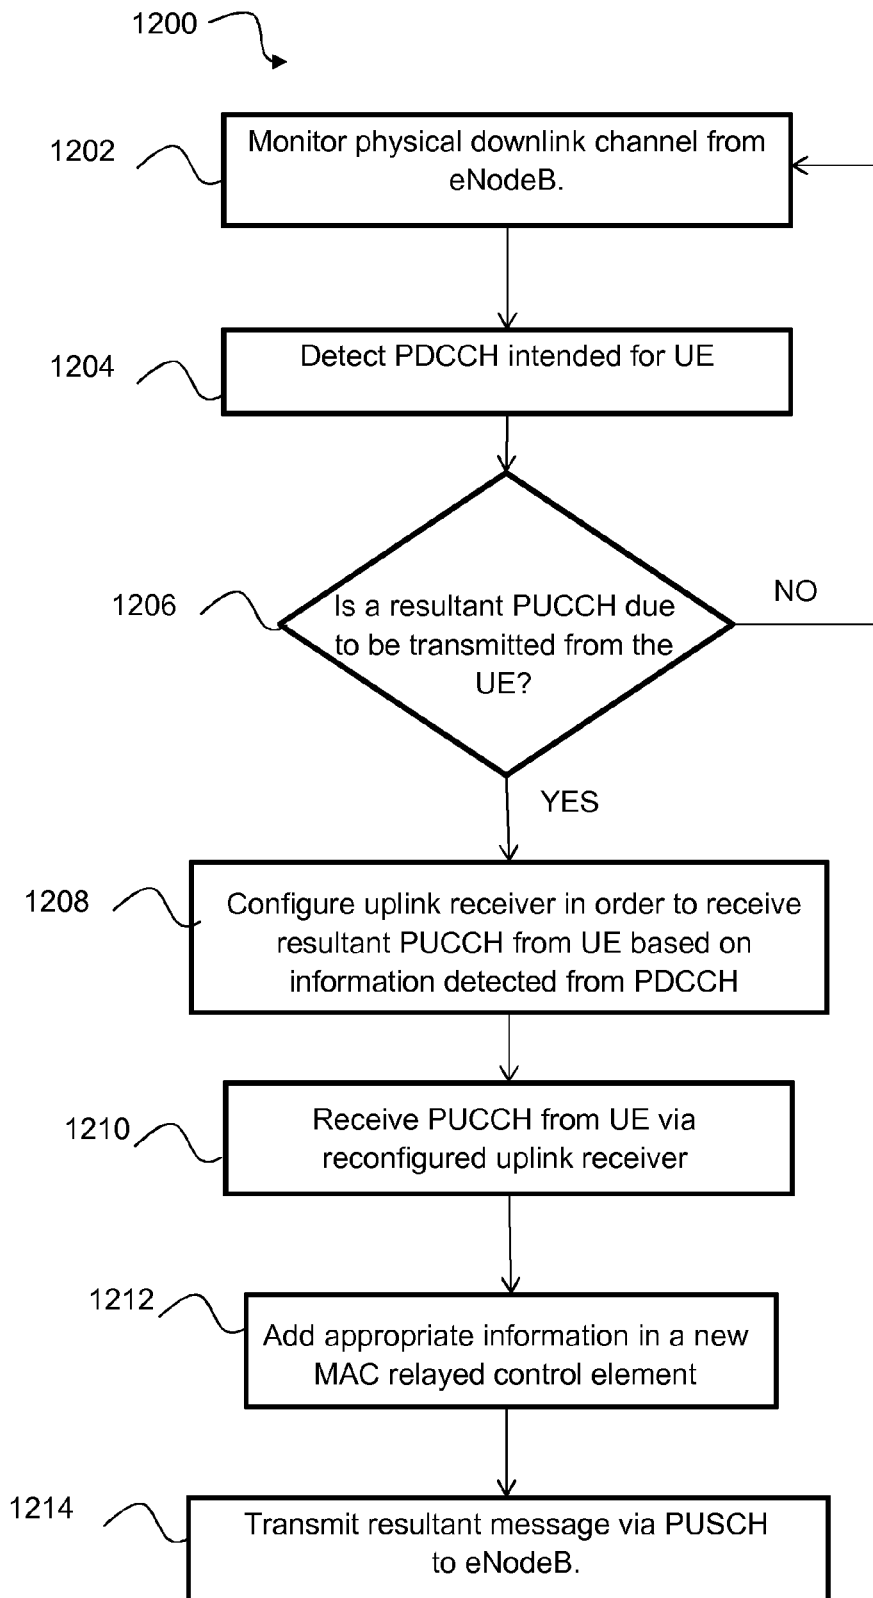 1200
1202
Monitor physical downlink channel from
eNodeB.
1204
Detect PDCCH intended for UE
1206
Is a resultant PUCCH due
to be transmitted from the
UE?
NO
YES
1208
Configure uplink receiver in order to receive
resultant PUCCH from UE based on
information detected from PDCCH
1210
Receive PUCCH from UE via
reconfigured uplink receiver
1212
Add appropriate information in a new
MAC relayed control element
1214
Transmit resultant message via PUSCH
to eNodeB.